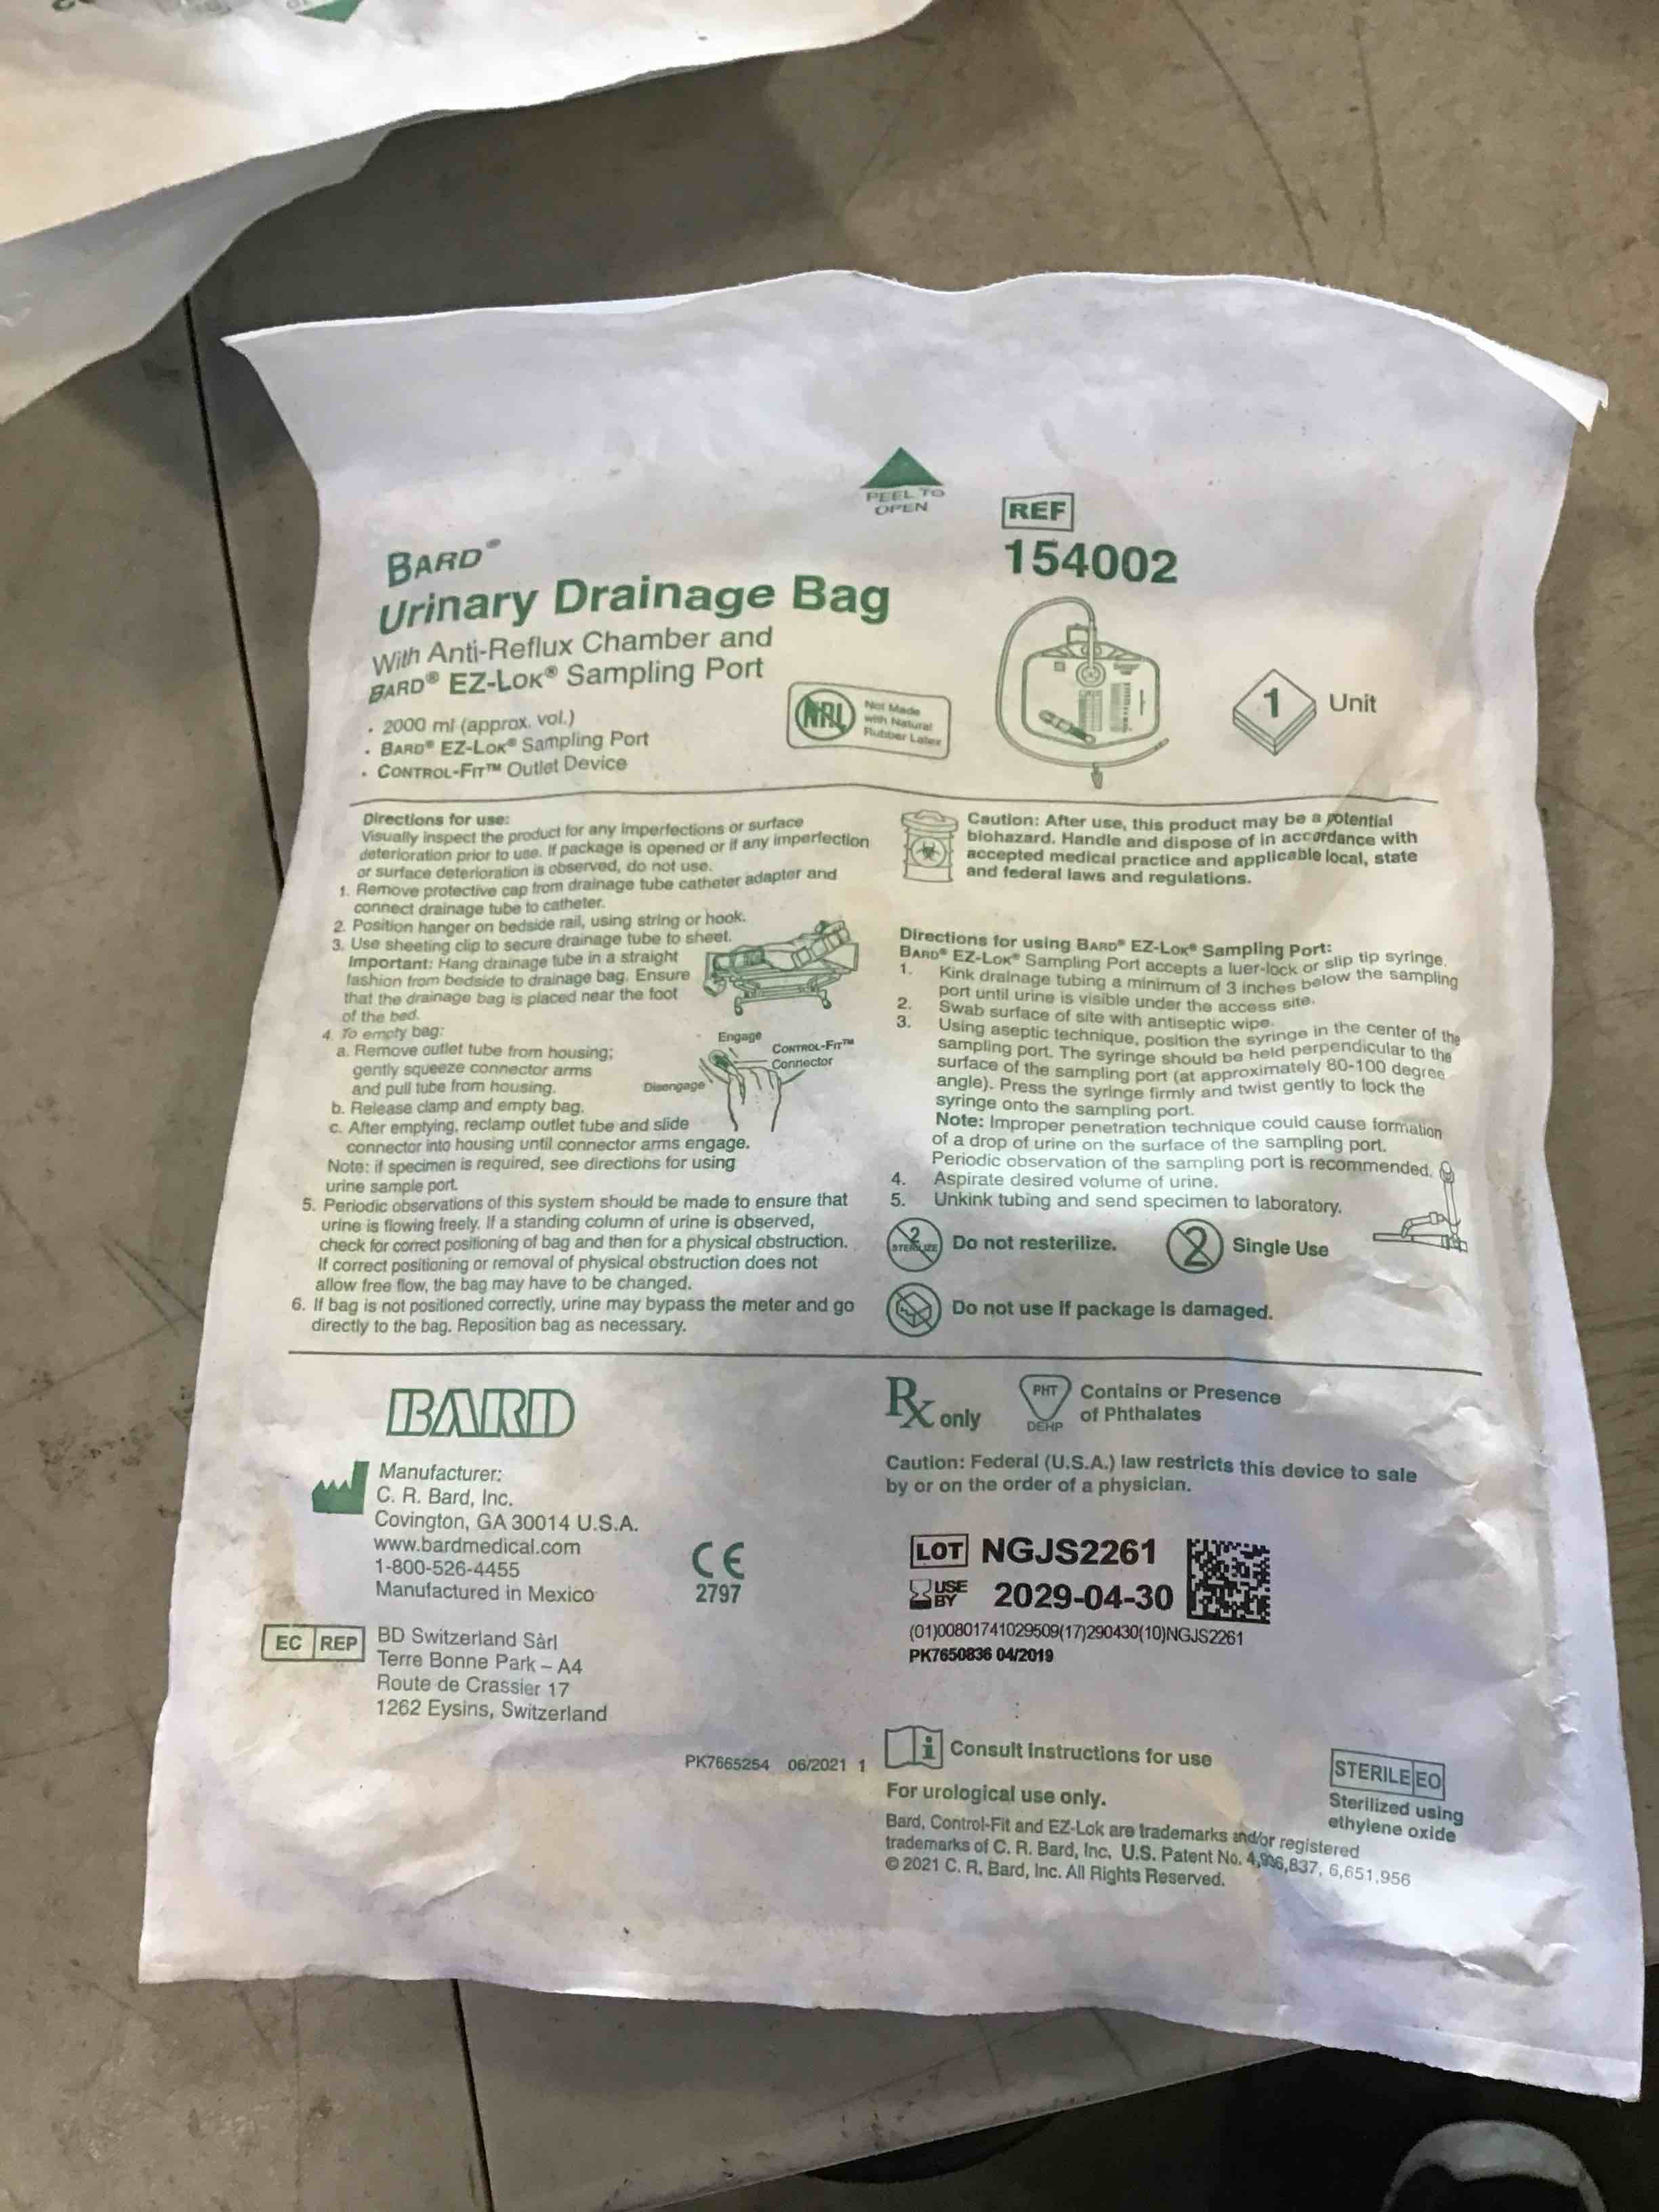 PEEL TO
OPEN
BARD®
Urinary Drainage Bag
With Anti-Reflux Chamber and
BARD® EZ-LOK® Sampling Port
• 2000 ml (approx. vol.)
• BARD® EZ-LOK® Sampling Port
• CONTROL-FIT™ Outlet Device
NRL
Not Made
with Natural
Rubber Latex
REF
154002
1
Unit
Directions for use:
Visually inspect the product for any imperfections or surface
deterioration prior to use. If package is opened or if any imperfection
or surface deterioration is observed, do not use.
1. Remove protective cap from drainage tube catheter adapter and
connect drainage tube to catheter.
2. Position hanger on bedside rail, using string or hook.
3. Use sheeting clip to secure drainage tube to sheet.
Important: Hang drainage tube in a straight
fashion from bedside to drainage bag. Ensure
that the drainage bag is placed near the foot
of the bed.
4. To empty bag:
a. Remove outlet tube from housing;
gently squeeze connector arms
and pull tube from housing.
b. Release clamp and empty bag.
c. After emptying, reclamp outlet tube and slide
connector into housing until connector arms engage.
Note: if specimen is required, see directions for using
urine sample port.
5. Periodic observations of this system should be made to ensure that
urine is flowing freely. If a standing column of urine is observed,
check for correct positioning of bag and then for a physical obstruction.
If correct positioning or removal of physical obstruction does not
allow free flow, the bag may have to be changed.
6. If bag is not positioned correctly, urine may bypass the meter and go
directly to the bag. Reposition bag as necessary.
Engage
CONTROL-FIT™
Connector
Disengage
Caution: After use, this product may be a potential
biohazard. Handle and dispose of in accordance with
accepted medical practice and applicable local, state
and federal laws and regulations.
Directions for using BARD® EZ-LOK® Sampling Port:
BARD® EZ-LOK® Sampling Port accepts a luer-lock or slip tip syringe.
1. Kink drainage tubing a minimum of 3 inches below the sampling
port until urine is visible under the access site.
2. Swab surface of site with antiseptic wipe.
3. Using aseptic technique, position the syringe in the center of the
sampling port. The syringe should be held perpendicular to the
surface of the sampling port (at approximately 80-100 degree
angle). Press the syringe firmly and twist gently to lock the
syringe onto the sampling port.
Note: Improper penetration technique could cause formation
of a drop of urine on the surface of the sampling port.
Periodic observation of the sampling port is recommended.
4. Aspirate desired volume of urine.
5. Unkink tubing and send specimen to laboratory.
2
STERILIZE
Do not resterilize.
2
Single Use
Do not use if package is damaged.
BARD
Manufacturer:
C. R. Bard, Inc.
Covington, GA 30014 U.S.A.
www.bardmedical.com
1-800-526-4455
Manufactured in Mexico
CE
2797
EC REP
BD Switzerland Sàrl
Terre Bonne Park – A4
Route de Crassier 17
1262 Eysins, Switzerland
PK7665254 06/2021 1
Rx only
PHT
DEHP
Contains or Presence
of Phthalates
Caution: Federal (U.S.A.) law restricts this device to sale
by or on the order of a physician.
LOT NGJS2261
USE
BY
2029-04-30
(01)00801741029509(17)290430(10)NGJS2261
PK7650836 04/2019
i
Consult Instructions for use
For urological use only.
STERILE EO
Sterilized using
ethylene oxide
Bard, Control-Fit and EZ-Lok are trademarks and/or registered
trademarks of C. R. Bard, Inc. U.S. Patent No. 6,651,956
© 2021 C. R. Bard, Inc. All Rights Reserved.